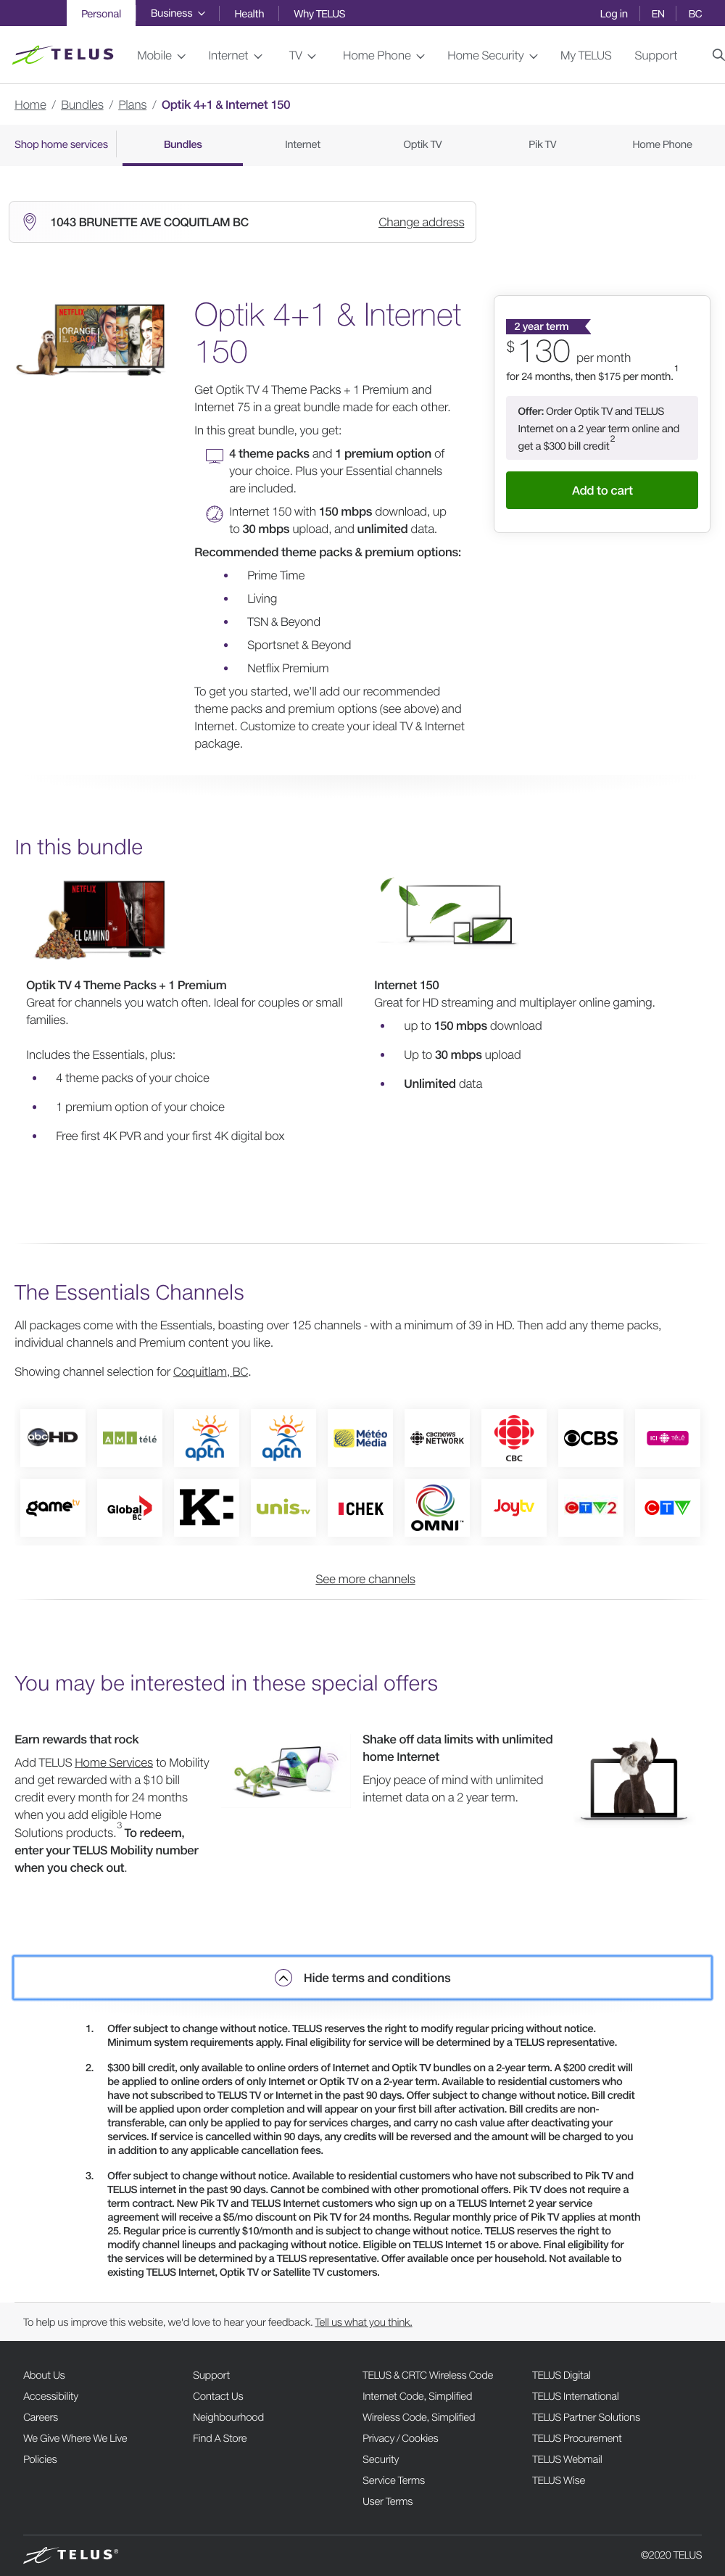 Personal
Business
Health
Why TELUS
Log in
EN
BC
TELUS
Mobile
Internet
TV
Home Phone
Home Security
My TELUS
Support
Home / Bundles / Plans / Optik 4+1 & Internet 150
Shop home services
Bundles
Internet
Optik TV
Pik TV
Home Phone
1043 BRUNETTE AVE COQUITLAM BC
Change address
NETFLIX
ORANGE
BLACK
Optik 4+1 & Internet
150
Get Optik TV 4 Theme Packs + 1 Premium and
Internet 75 in a great bundle made for each other.
In this great bundle, you get:
4 theme packs and 1 premium option of
your choice. Plus your Essential channels
are included.
Internet 150 with 150 mbps download, up
to 30 mbps upload, and unlimited data.
Recommended theme packs & premium options:
• Prime Time
• Living
• TSN & Beyond
• Sportsnet & Beyond
• Netflix Premium
To get you started, we'll add our recommended
theme packs and premium options (see above) and
Internet. Customize to create your ideal TV & Internet
package.
2 year term
$130 per month
for 24 months, then $175 per month.1
Offer: Order Optik TV and TELUS
Internet on a 2 year term online and
get a $300 bill credit2
Add to cart
In this bundle
NETFLIX
EL CAMINO
Optik TV 4 Theme Packs + 1 Premium
Great for channels you watch often. Ideal for couples or small
families.
Includes the Essentials, plus:
• 4 theme packs of your choice
• 1 premium option of your choice
• Free first 4K PVR and your first 4K digital box
Internet 150
Great for HD streaming and multiplayer online gaming.
• up to 150 mbps download
• Up to 30 mbps upload
• Unlimited data
The Essentials Channels
All packages come with the Essentials, boasting over 125 channels - with a minimum of 39 in HD. Then add any theme packs,
individual channels and Premium content you like.
Showing channel selection for Coquitlam, BC.
abc HD
AMI télé
aptn
aptn
Météo Média
CBC NEWS NETWORK
CBC
CBS
ICI TÉLÉ
game tv
Global BC
K:
unis TV
CHEK
OMNI
Joytv
CTV2
CTV
See more channels
You may be interested in these special offers
Earn rewards that rock
Add TELUS Home Services to Mobility
and get rewarded with a $10 bill
credit every month for 24 months
when you add eligible Home
Solutions products.3 To redeem,
enter your TELUS Mobility number
when you check out.
Shake off data limits with unlimited
home Internet
Enjoy peace of mind with unlimited
internet data on a 2 year term.
Hide terms and conditions
1. Offer subject to change without notice. TELUS reserves the right to modify regular pricing without notice.
Minimum system requirements apply. Final eligibility for service will be determined by a TELUS representative.
2. $300 bill credit, only available to online orders of Internet and Optik TV bundles on a 2-year term. A $200 credit will
be applied to online orders of only Internet or Optik TV on a 2-year term. Available to residential customers who
have not subscribed to TELUS TV or Internet in the past 90 days. Offer subject to change without notice. Bill credit
will be applied upon order completion and will appear on your first bill after activation. Bill credits are non-
transferable, can only be applied to pay for services charges, and carry no cash value after deactivating your
services. If service is cancelled within 90 days, any credits will be reversed and the amount will be charged to you
in addition to any applicable cancellation fees.
3. Offer subject to change without notice. Available to residential customers who have not subscribed to Pik TV and
TELUS internet in the past 90 days. Cannot be combined with other promotional offers. Pik TV does not require a
term contract. New Pik TV and TELUS Internet customers who sign up on a TELUS Internet 2 year service
agreement will receive a $5/mo discount on Pik TV for 24 months. Regular monthly price of Pik TV applies at month
25. Regular price is currently $10/month and is subject to change without notice. TELUS reserves the right to
modify channel lineups and packaging without notice. Eligible on TELUS Internet 15 or above. Final eligibility for
the services will be determined by a TELUS representative. Offer available once per household. Not available to
existing TELUS Internet, Optik TV or Satellite TV customers.
To help us improve this website, we'd love to hear your feedback. Tell us what you think.
About Us
Accessibility
Careers
We Give Where We Live
Policies
Support
Contact Us
Neighbourhood
Find A Store
TELUS & CRTC Wireless Code
Internet Code, Simplified
Wireless Code, Simplified
Privacy / Cookies
Security
Service Terms
User Terms
TELUS Digital
TELUS International
TELUS Partner Solutions
TELUS Procurement
TELUS Webmail
TELUS Wise
TELUS®
©2020 TELUS